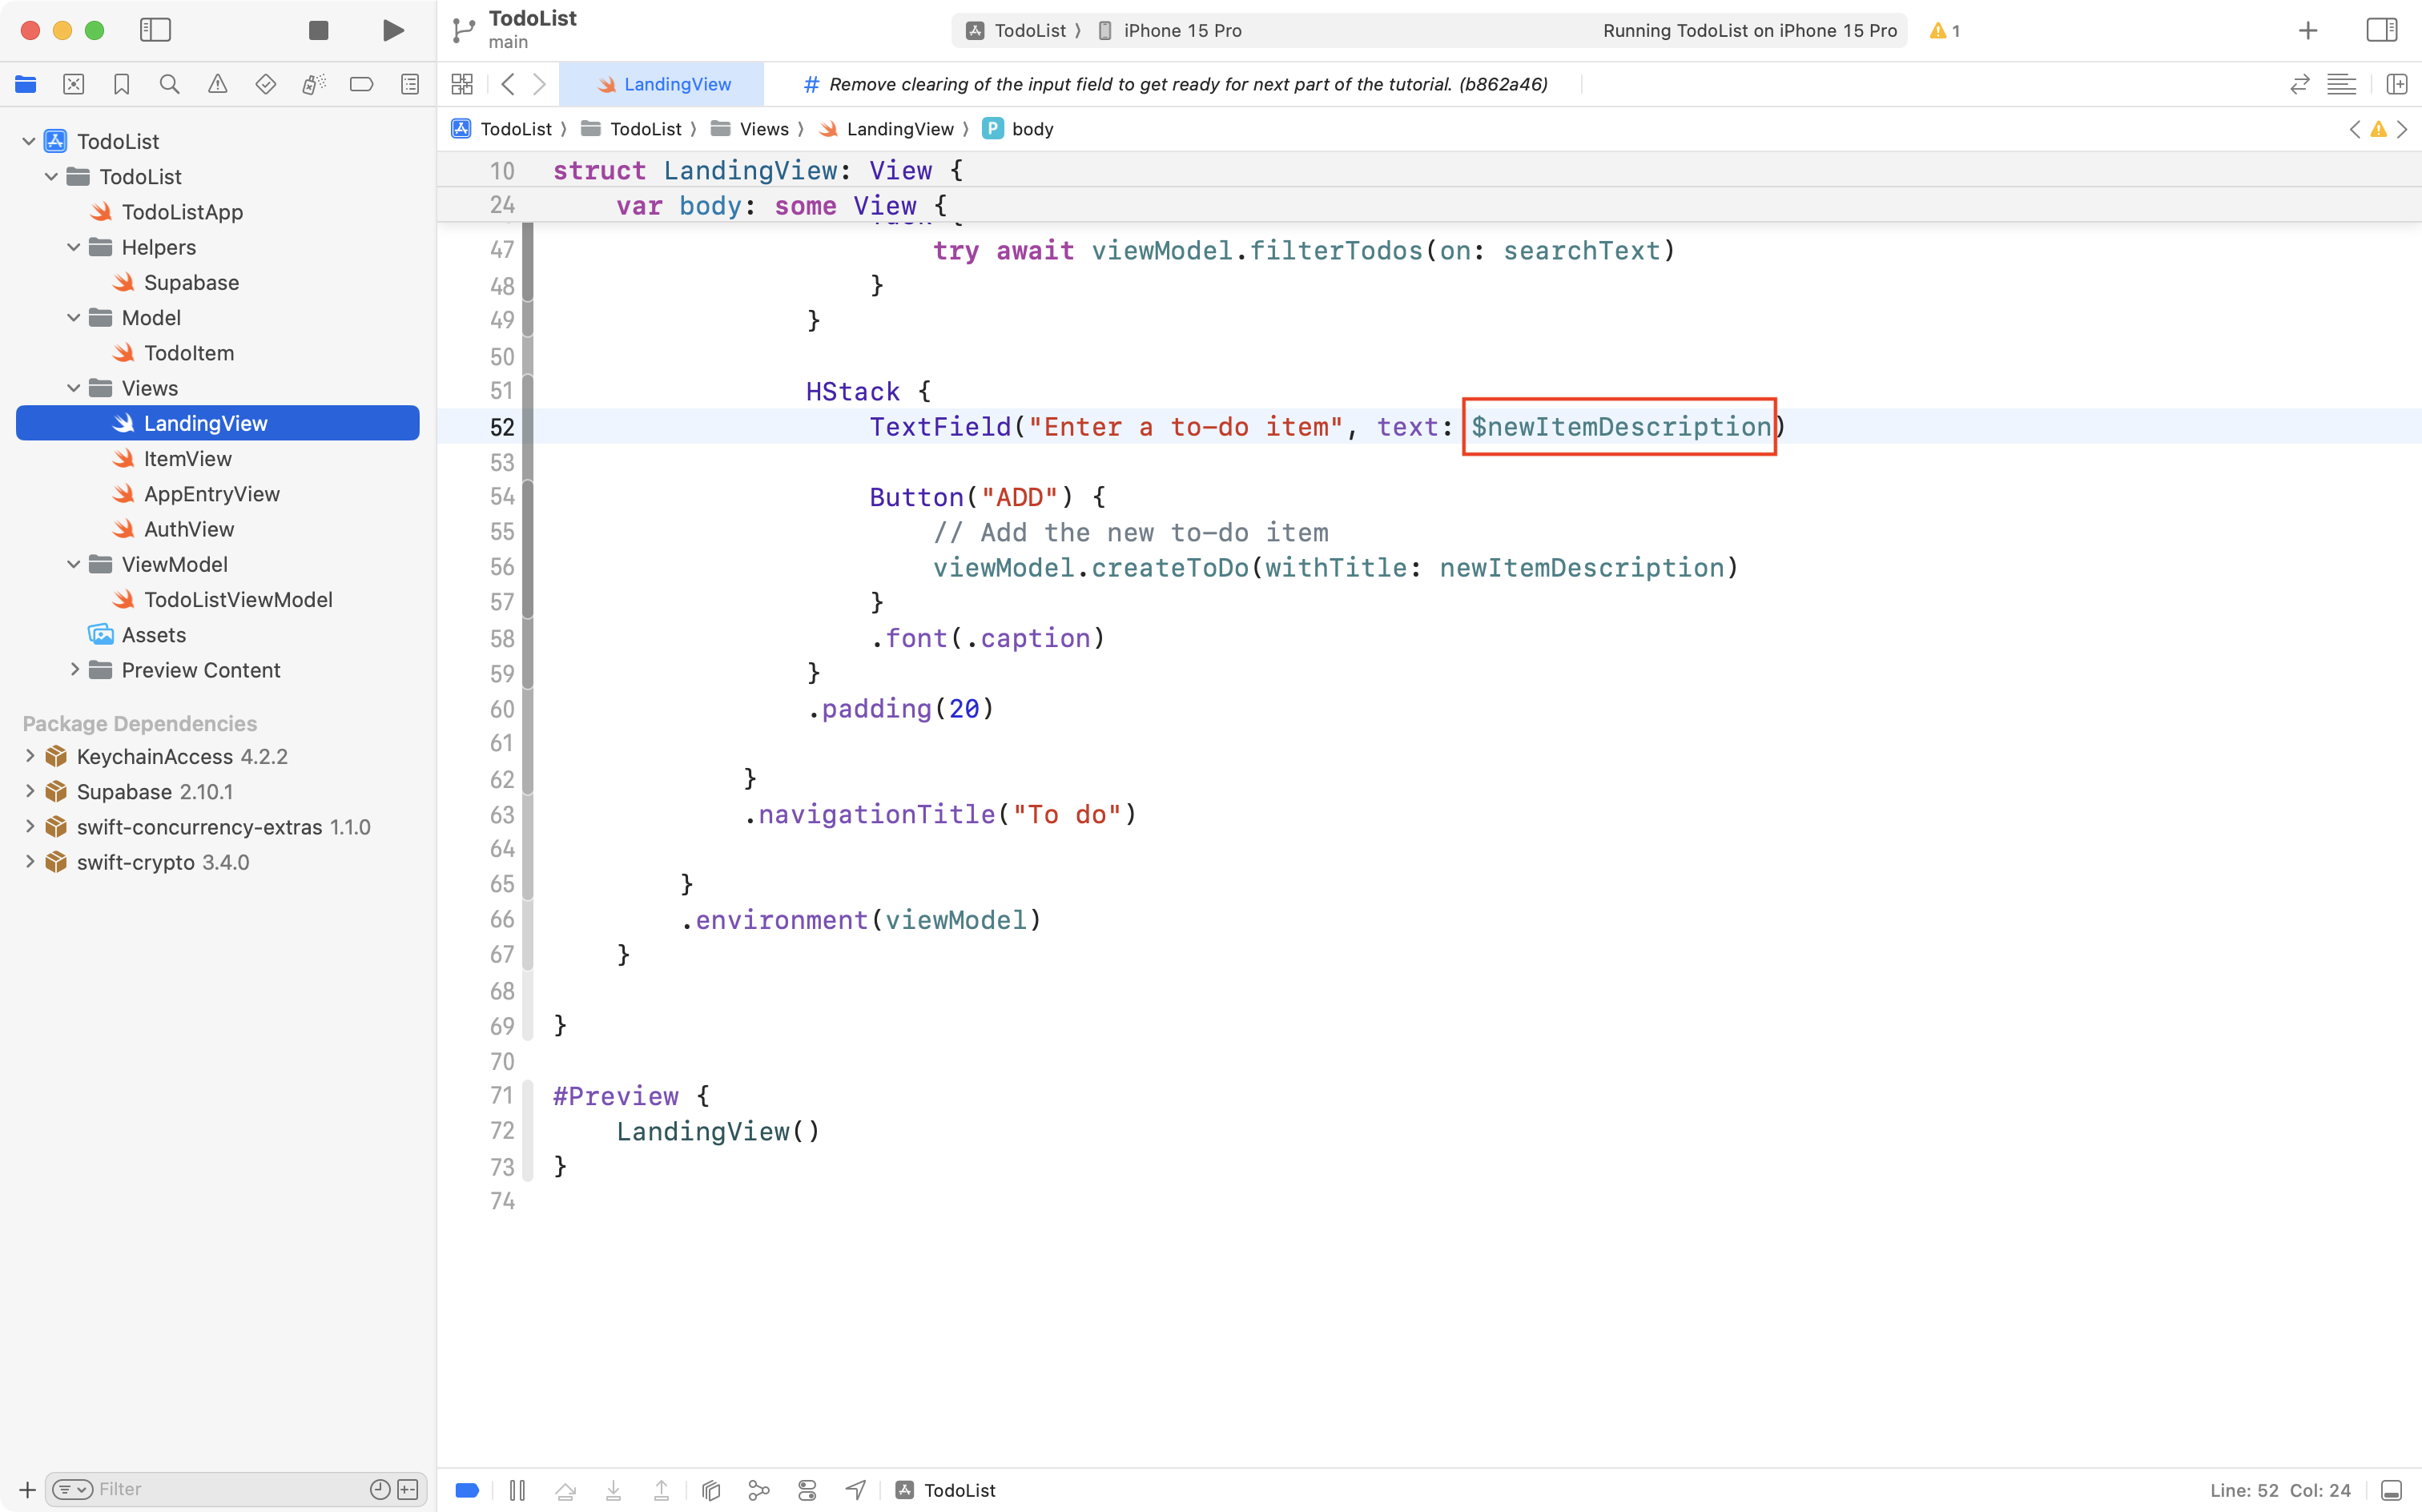 TodoList
main
TodoList 〉 iPhone 15 Pro
Running TodoList on iPhone 15 Pro
1
LandingView
# Remove clearing of the input field to get ready for next part of the tutorial. (b862a46)
TodoList 〉 TodoList 〉 Views 〉 LandingView 〉 P body
TodoList
TodoList
TodoListApp
Helpers
Supabase
Model
TodoItem
Views
LandingView
ItemView
AppEntryView
AuthView
ViewModel
TodoListViewModel
Assets
Preview Content
Package Dependencies
KeychainAccess 4.2.2
Supabase 2.10.1
swift-concurrency-extras 1.1.0
swift-crypto 3.4.0
Filter
10 struct LandingView: View {
24 var body: some View {
47 try await viewModel.filterTodos(on: searchText)
48 }
49 }
50
51 HStack {
52 TextField("Enter a to-do item", text: $newItemDescription)
53
54 Button("ADD") {
55 // Add the new to-do item
56 viewModel.createToDo(withTitle: newItemDescription)
57 }
58 .font(.caption)
59 }
60 .padding(20)
61
62 }
63 .navigationTitle("To do")
64
65 }
66 .environment(viewModel)
67 }
68
69 }
70
71 #Preview {
72 LandingView()
73 }
74
TodoList
Line: 52 Col: 24